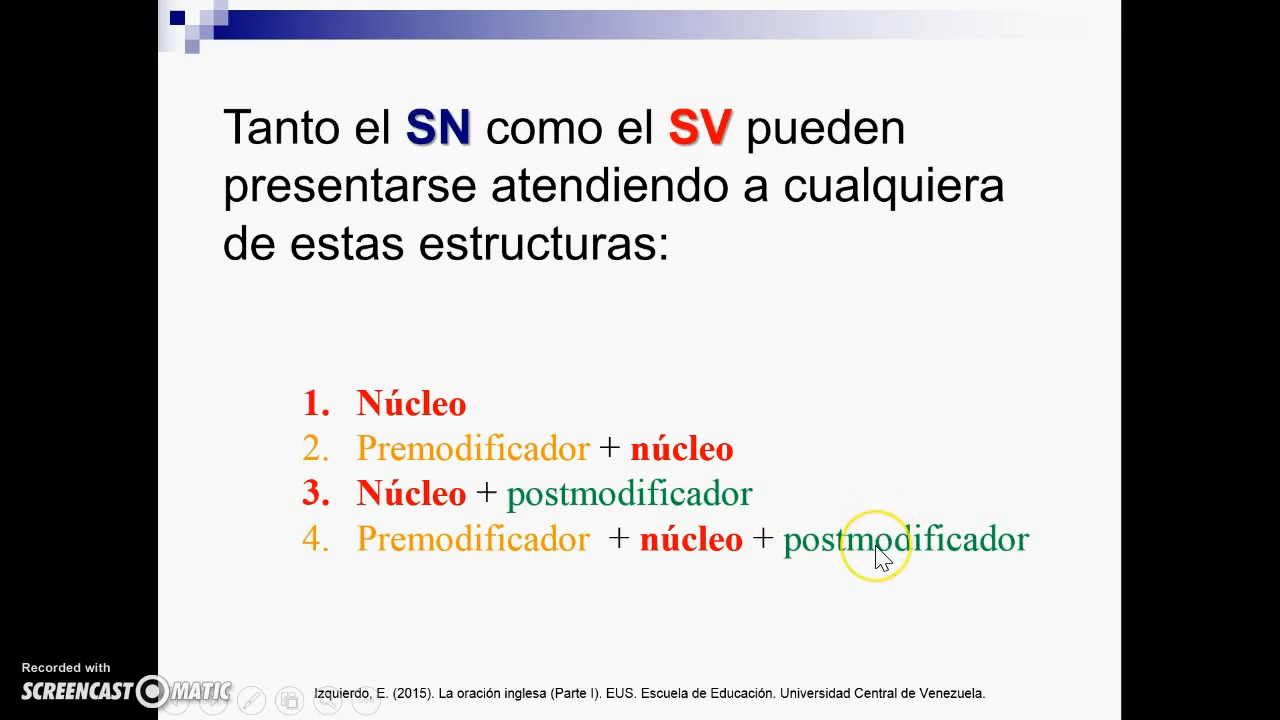 Tanto el SN como el SV pueden
presentarse atendiendo a cualquiera
de estas estructuras:
1. Núcleo
2. Premodificador + núcleo
3. Núcleo + postmodificador
4. Premodificador + núcleo + postmodificador
Recorded with
SCREENCAST MATIC
Izquierdo, E. (2015). La oración inglesa (Parte I). EUS. Escuela de Educación. Universidad Central de Venezuela.